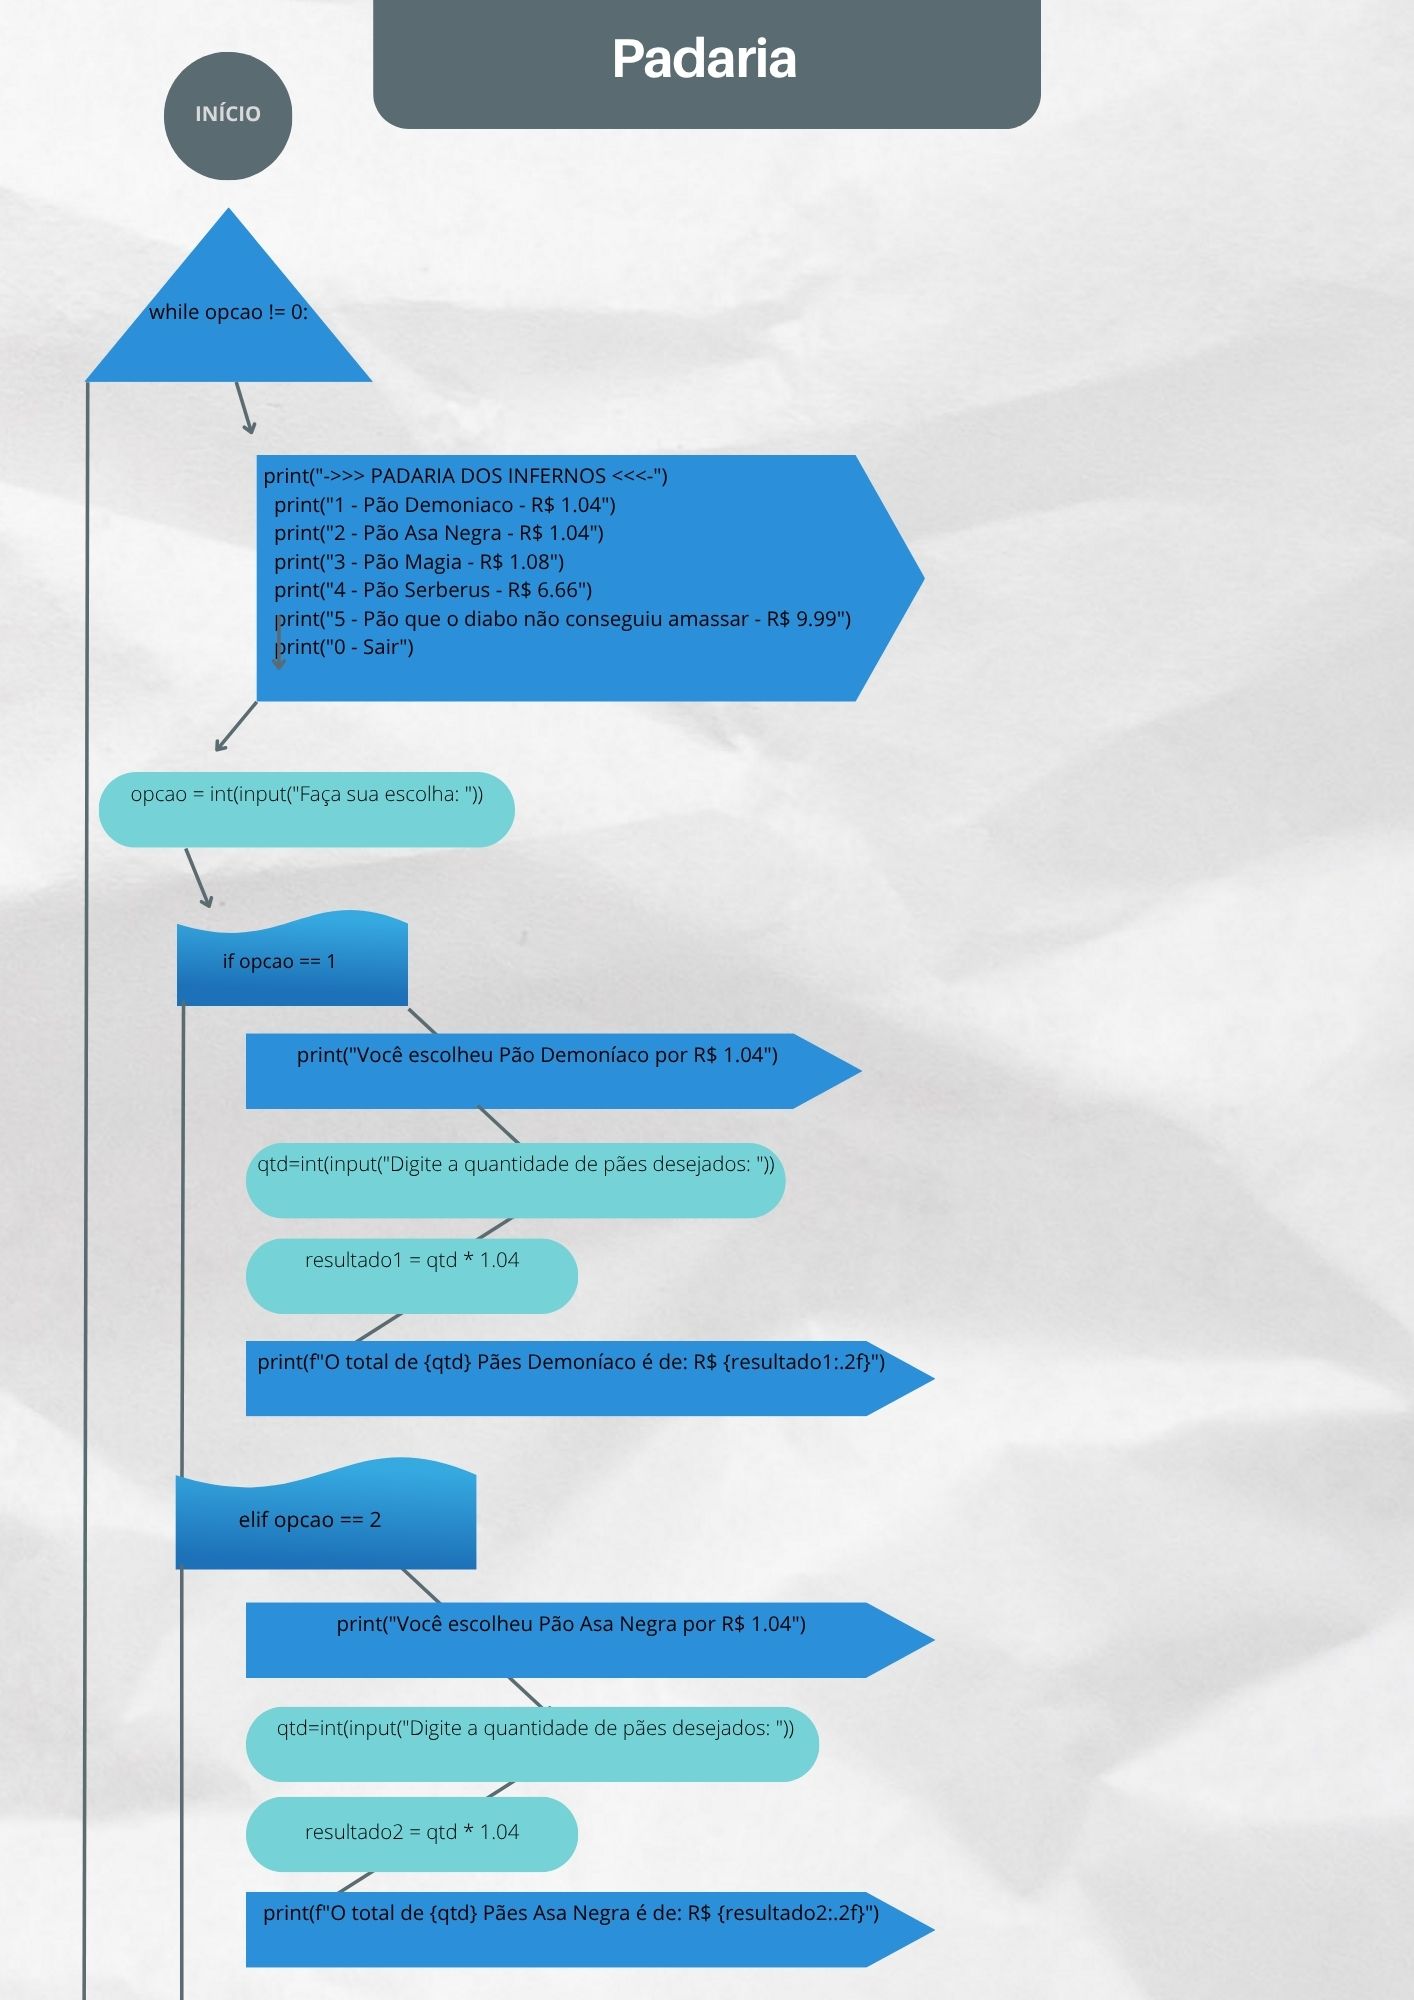 Padaria
INÍCIO
while opcao != 0:
print("->>> PADARIA DOS INFERNOS <<<-")
print("1 - Pão Demoniaco - R$ 1.04")
print("2 - Pão Asa Negra - R$ 1.04")
print("3 - Pão Magia - R$ 1.08")
print("4 - Pão Serberus - R$ 6.66")
print("5 - Pão que o diabo não conseguiu amassar - R$ 9.99")
print("0 - Sair")
opcao = int(input("Faça sua escolha: "))
if opcao == 1
print("Você escolheu Pão Demoníaco por R$ 1.04")
qtd=int(input("Digite a quantidade de pães desejados: "))
resultado1 = qtd * 1.04
print(f"O total de {qtd} Pães Demoníaco é de: R$ {resultado1:.2f}")
elif opcao == 2
print("Você escolheu Pão Asa Negra por R$ 1.04")
qtd=int(input("Digite a quantidade de pães desejados: "))
resultado2 = qtd * 1.04
print(f"O total de {qtd} Pães Asa Negra é de: R$ {resultado2:.2f}")